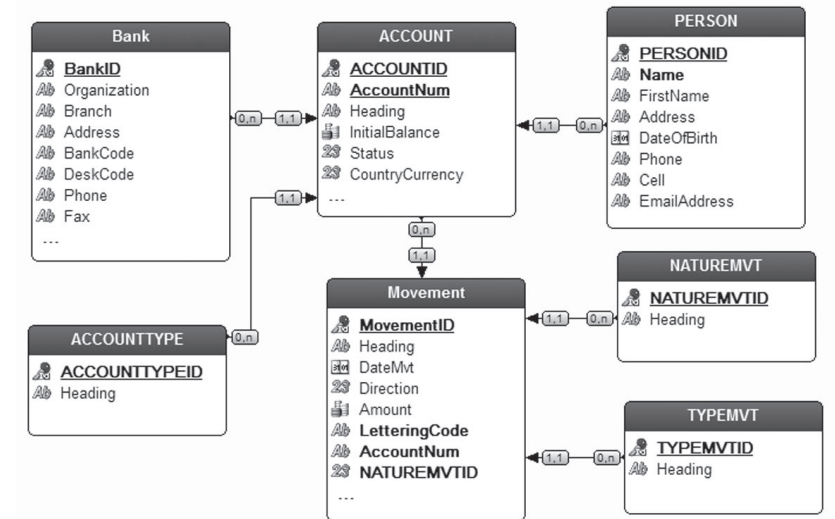 Bank
BankID
Organization
Branch
Address
BankCode
DeskCode
Phone
Fax
...
ACCOUNT
ACCOUNTID
AccountNum
Heading
InitialBalance
Status
CountryCurrency
...
PERSON
PERSONID
Name
FirstName
Address
DateOfBirth
Phone
Cell
EmailAddress
0,n
1,1
1,1
0,n
1,1
0,n
1,1
ACCOUNTTYPE
ACCOUNTTYPEID
Heading
0,n
Movement
MovementID
Heading
DateMvt
Direction
Amount
LetteringCode
AccountNum
NATUREMVTID
...
NATUREMVT
NATUREMVTID
Heading
1,1
0,n
TYPEMVT
TYPEMVTID
Heading
1,1
0,n